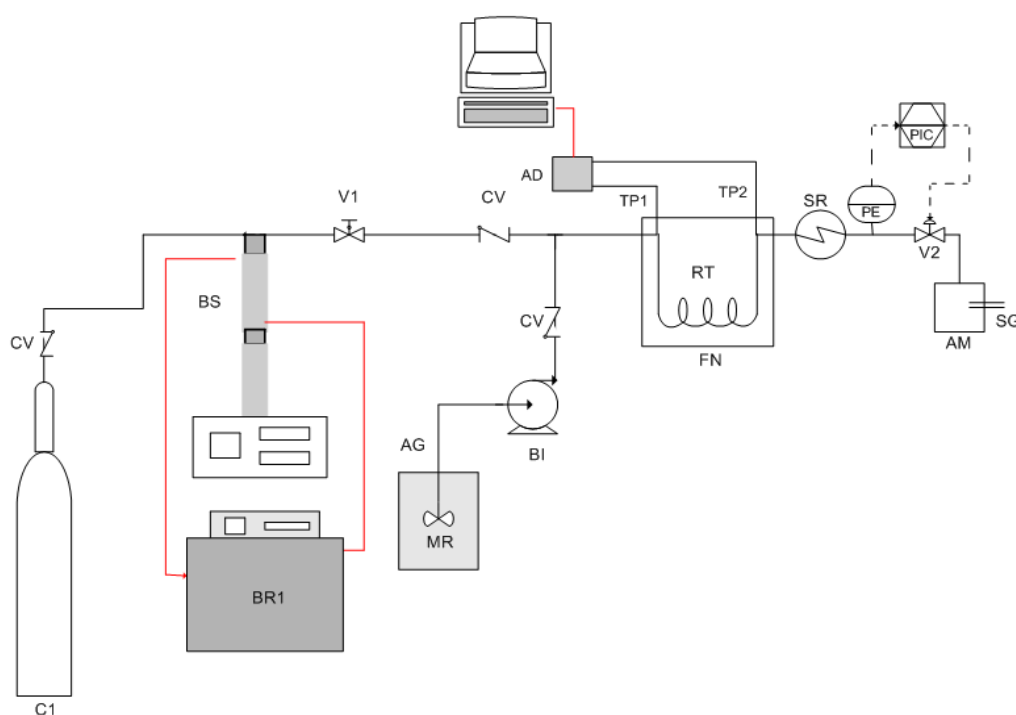 PIC
AD
TP1
TP2
V1
CV
SR
PE
V2
BS
RT
CV
CV
SG
AM
FN
AG
BI
MR
BR1
C1